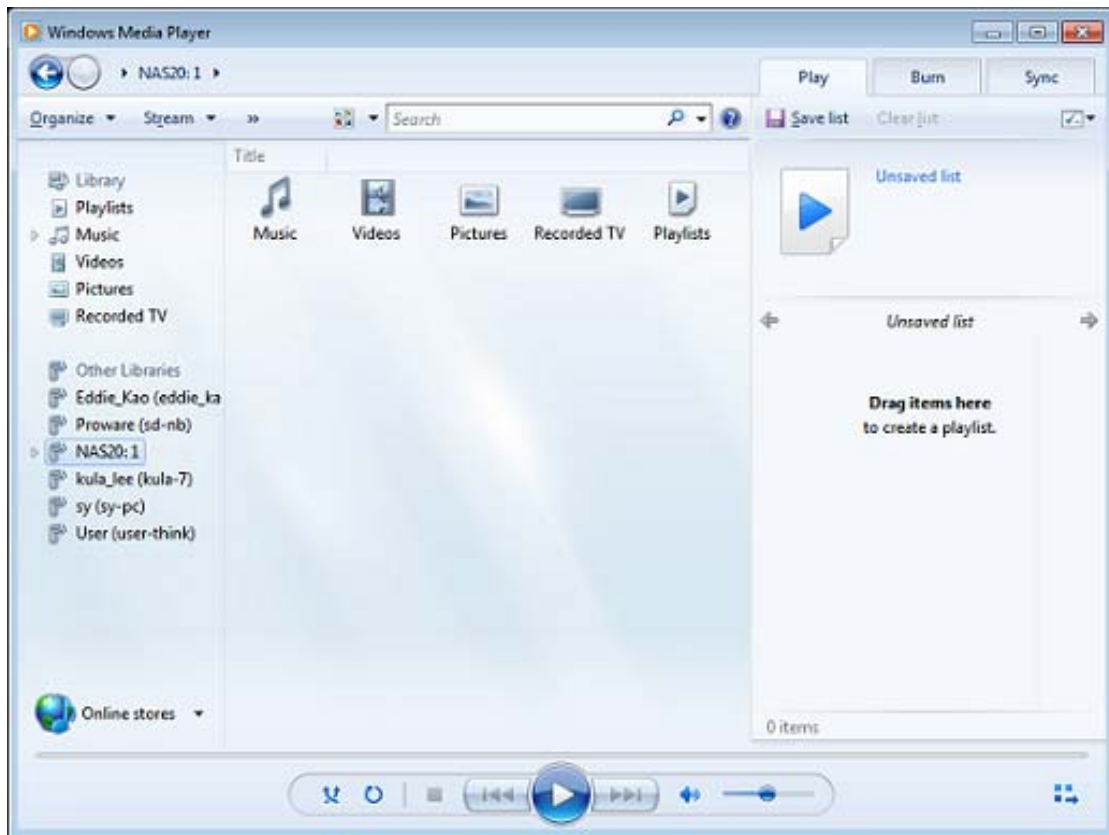 Windows Media Player
NAS20:1
Play Burn Sync
Organize Stream » Search Save list Clear list
Title
Library
Playlists
Music
Videos
Pictures
Recorded TV
Other Libraries
Eddie_Kao (eddie_ka
Proware (sd-nb)
NAS20:1
kula_lee (kula-7)
sy (sy-pc)
User (user-think)
Online stores
Music Videos Pictures Recorded TV Playlists
Unsaved list
Unsaved list
Drag items here
to create a playlist.
0 items